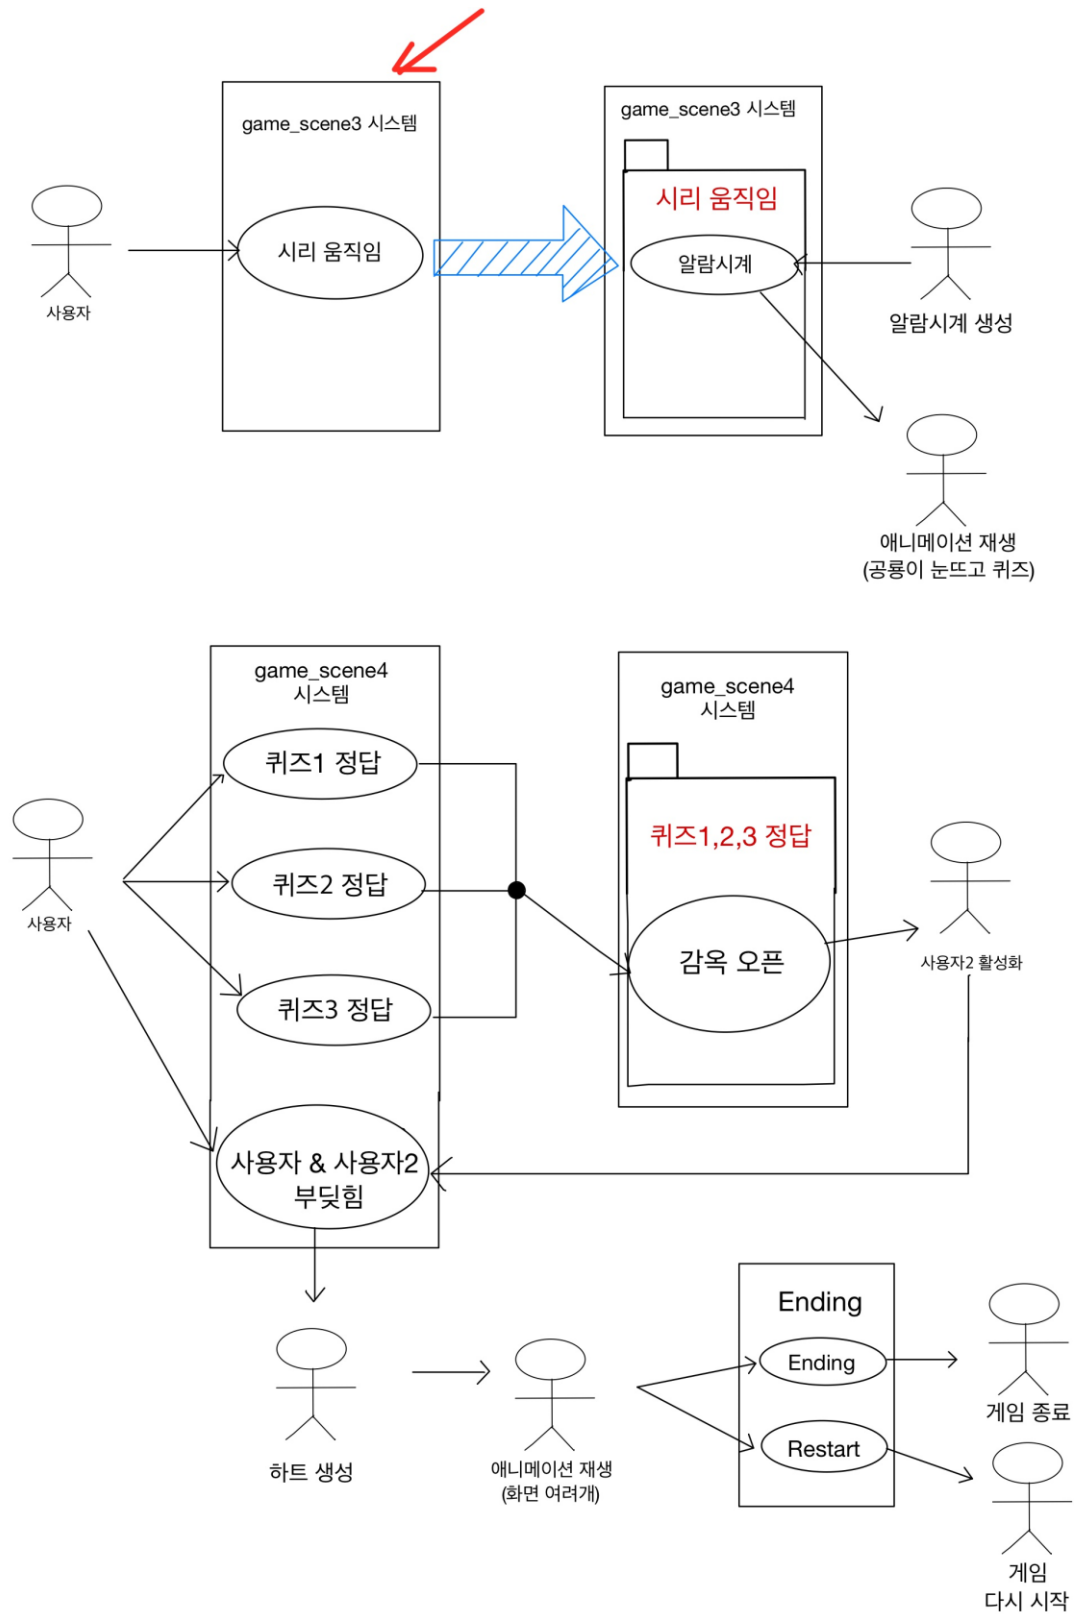 game_scene3 시스템
game_scene3 시스템
시리 움직임
시리 움직임
알람시계
사용자
알람시계 생성
애니메이션 재생
(공룡이 눈뜨고 퀴즈)
game_scene4
시스템
game_scene4
시스템
퀴즈1 정답
퀴즈2 정답
퀴즈3 정답
퀴즈1,2,3 정답
사용자
감옥 오픈
사용자2 활성화
사용자 & 사용자2
부딪힘
하트 생성
애니메이션 재생
(화면 여려개)
Ending
Ending
Restart
게임 종료
게임
다시 시작